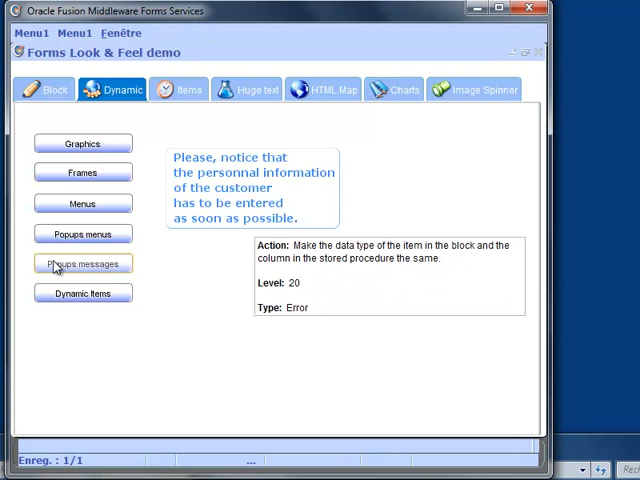 Oracle Fusion Middleware Forms Services
Menu1 Menu1 Fenêtre
Forms Look & Feel demo
Block Dynamic Items Huge text HTML Map Charts Image Spinner
Graphics
Frames
Menus
Popups menus
Popups messages
Dynamic Items
Please, notice that
the personnal information
of the customer
has to be entered
as soon as possible.
Action: Make the data type of the item in the block and the
column in the stored procedure the same.
Level: 20
Type: Error
Enreg. : 1/1 ...